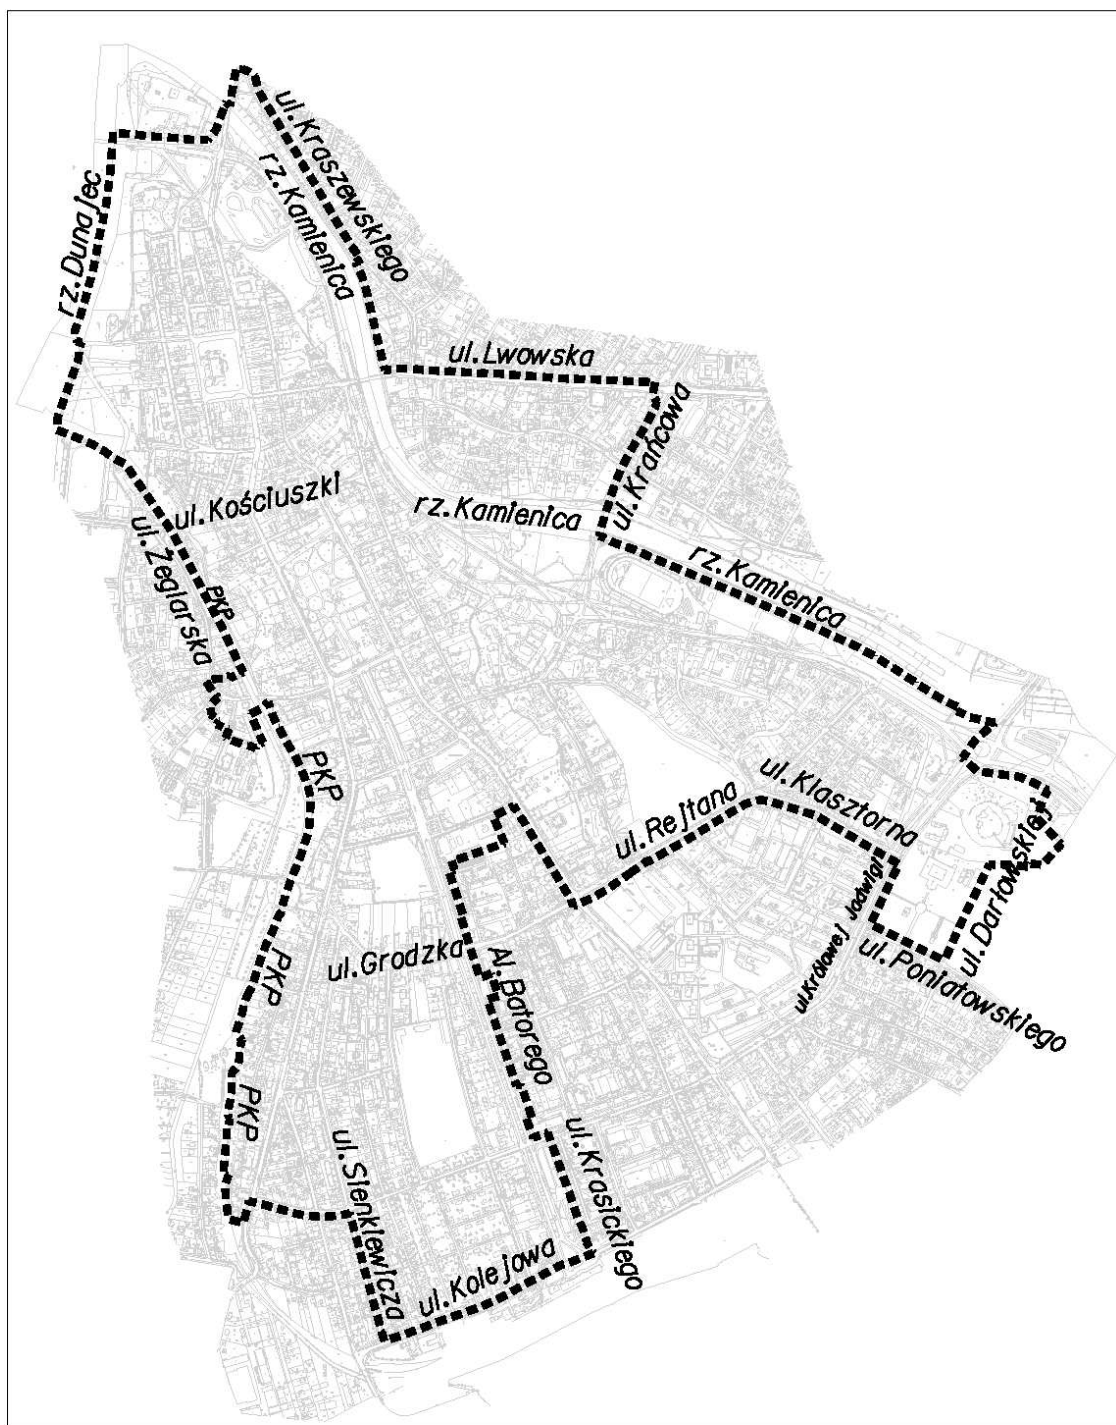 ul.Kraszewskiego
rz.Kamienica
rz.Dunajec
ul.Lwowska
ul.Krańcowa
ul.Kościuszki
rz.Kamienica
ul.Żeglarska
rz.Kamienica
PKP
PKP
ul.Klasztorna
ul.Rejtana
ul.Darłowskiej
ul.Królowej Jadwigi
ul.Poniatowskiego
ul.Grodzka
Al.Batorego
PKP
PKP
ul.Sienkiewicza
ul.Krasickiego
ul.Kolejowa